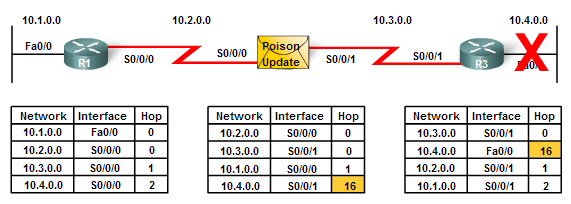 10.1.0.0 10.2.0.0 10.3.0.0 10.4.0.0
Fa0/0 R1 S0/0/0 S0/0/0 Poison Update S0/0/1 S0/0/1 R3 Fa0/
Network Interface Hop
10.1.0.0 Fa0/0 0
10.2.0.0 S0/0/0 0
10.3.0.0 S0/0/0 1
10.4.0.0 S0/0/0 2
Network Interface Hop
10.2.0.0 S0/0/0 0
10.3.0.0 S0/0/1 0
10.1.0.0 S0/0/0 1
10.4.0.0 S0/0/1 16
Network Interface Hop
10.3.0.0 S0/0/1 0
10.4.0.0 Fa0/0 16
10.2.0.0 S0/0/1 1
10.1.0.0 S0/0/1 2